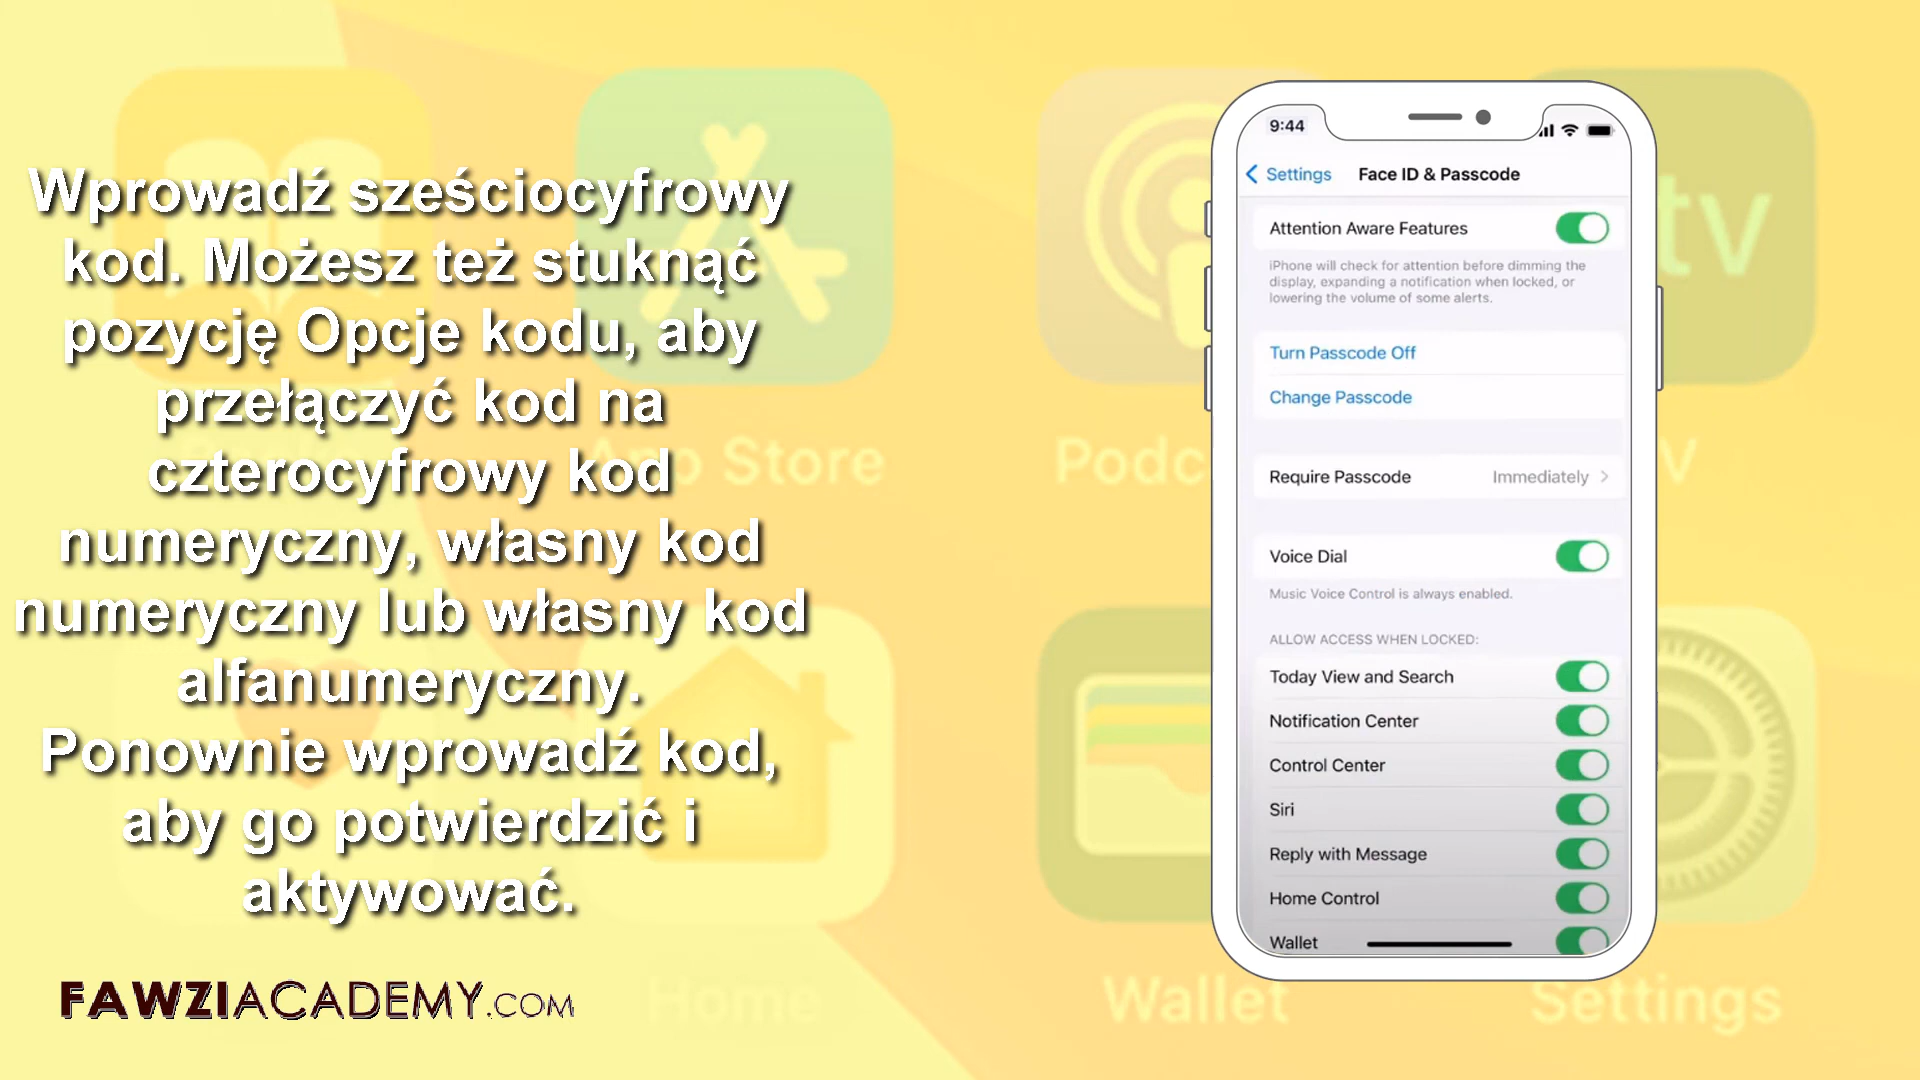 Wprowadź sześciocyfrowy
kod. Możesz też stuknąć
pozycję Opcje kodu, aby
przełączyć kod na
czterocyfrowy kod
numeryczny, własny kod
numeryczny lub własny kod
alfanumeryczny.
Ponownie wprowadź kod,
aby go potwierdzić i
aktywować.
FAWZIACADEMY.COM
9:44
Settings Face ID & Passcode
Attention Aware Features
iPhone will check for attention before dimming the
display, expanding a notification when locked, or
lowering the volume of some alerts.
Turn Passcode Off
Change Passcode
Require Passcode Immediately
Voice Dial
Music Voice Control is always enabled.
ALLOW ACCESS WHEN LOCKED:
Today View and Search
Notification Center
Control Center
Siri
Reply with Message
Home Control
Wallet
tv
Store
Home
Wallet
Settings